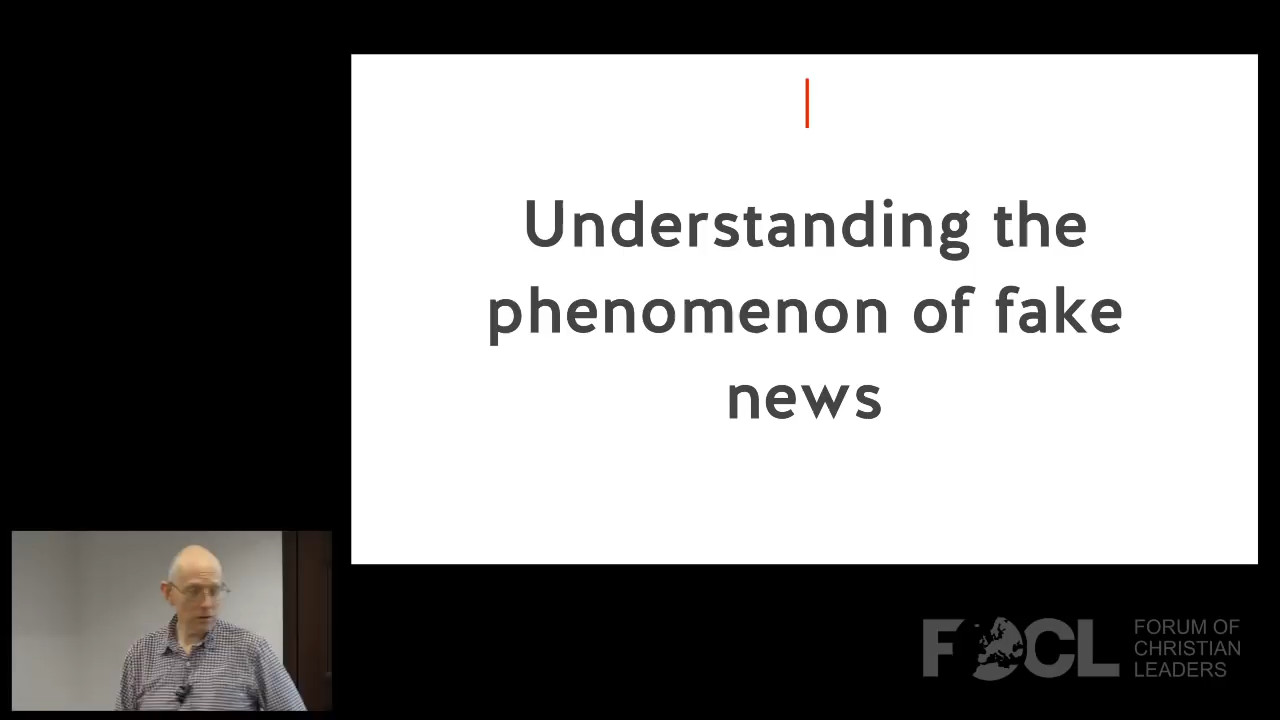 Understanding the
phenomenon of fake
news
FOCL
FORUM OF
CHRISTIAN
LEADERS